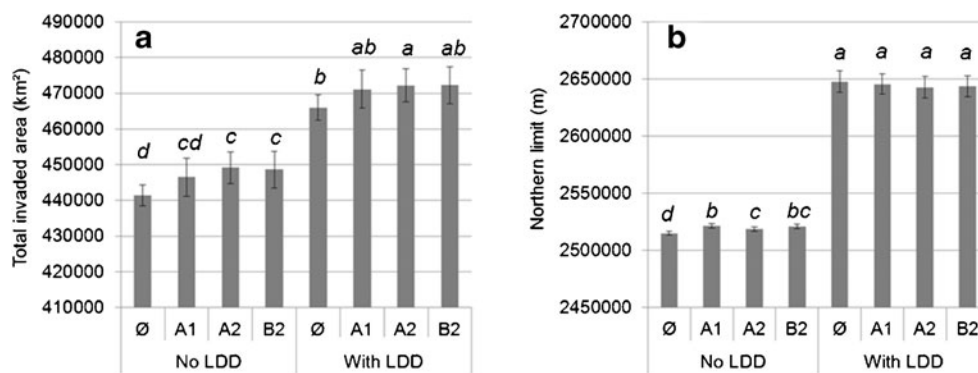 a
Total invaded area (km²)
490000
480000
470000
460000
450000
440000
430000
420000
410000
d cd c c b ab a ab
Ø A1 A2 B2 Ø A1 A2 B2
No LDD With LDD
b
Northern limit (m)
2700000
2650000
2600000
2550000
2500000
2450000
d b c bc a a a a
Ø A1 A2 B2 Ø A1 A2 B2
No LDD With LDD